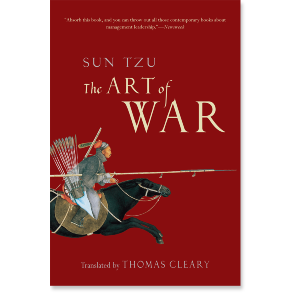 "Absorb this book, and you can throw out all those contemporary books about
management leadership."—Newsweek
SUN TZU
The ART of
WAR
Translated by THOMAS CLEARY